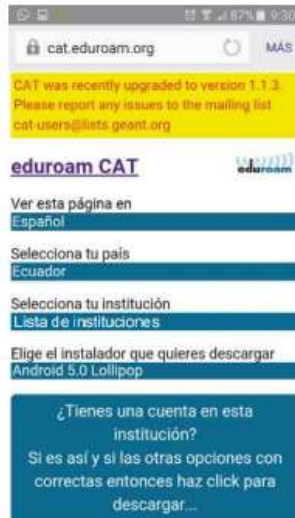 87% 9:30
cat.eduroam.org MÁS
CAT was recently upgraded to version 1.1.3.
Please report any issues to the mailing list
cat-users@lists.geant.org
eduroam CAT eduroam
Ver esta página en
Español
Selecciona tu país
Ecuador
Selecciona tu institución
Lista de instituciones
Elige el instalador que quieres descargar
Android 5.0 Lollipop
¿Tienes una cuenta en esta
institución?
Si es así y si las otras opciones con
correctas entonces haz click para
descargar...